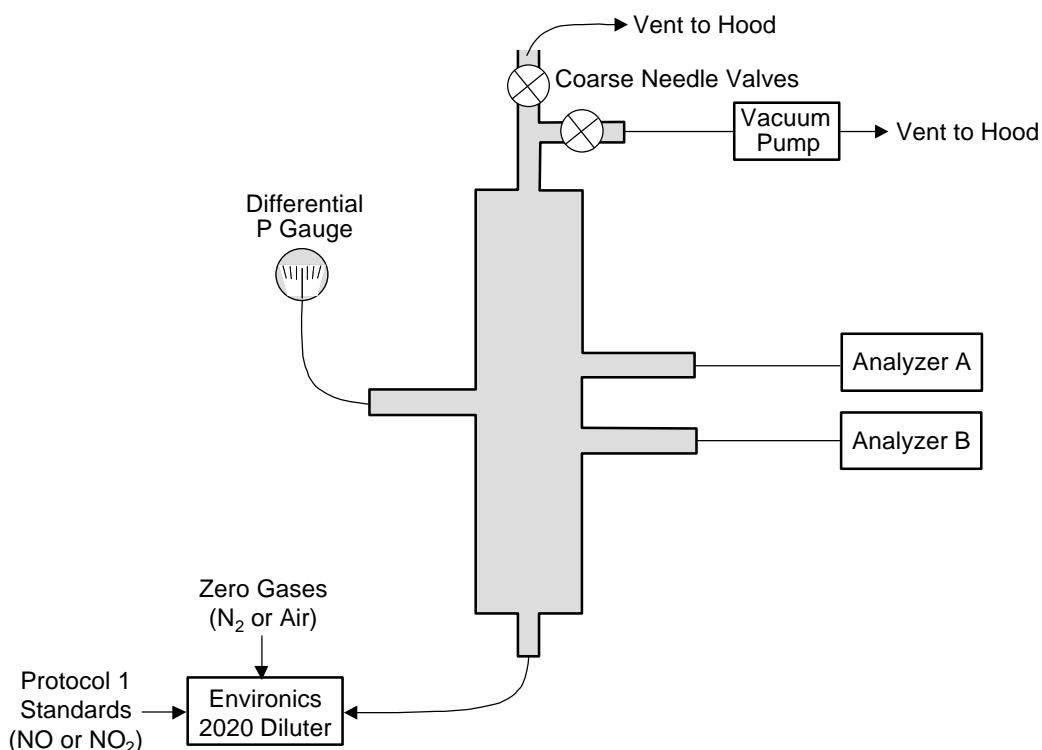 Vent to Hood
Coarse Needle Valves
Vacuum
Pump
Vent to Hood
Differential
P Gauge
Analyzer A
Analyzer B
Zero Gases
(N₂ or Air)
Protocol 1
Standards
(NO or NO₂)
Environics
2020 Diluter